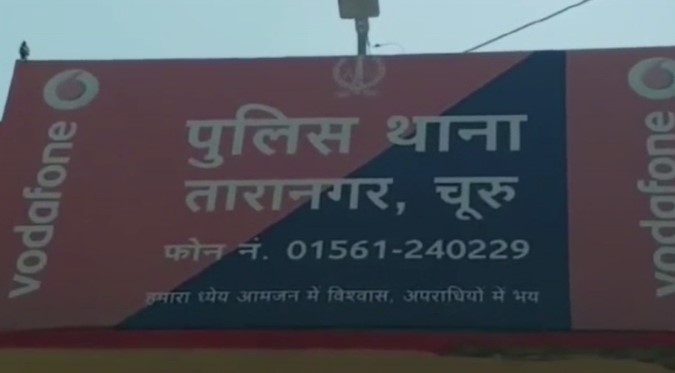 vodafone
पुलिस थाना
तारानगर, चूरु
फोन नं. 01561-240229
हमारा ध्येय आमजन में विश्वास, अपराधियों में भय
vodafone